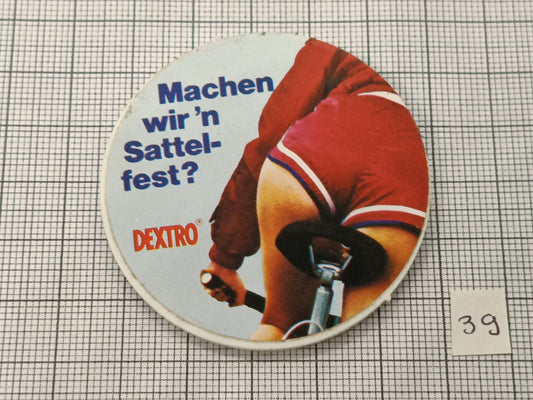 Machen
wir 'n
Sattel-
fest?
DEXTRO®
39